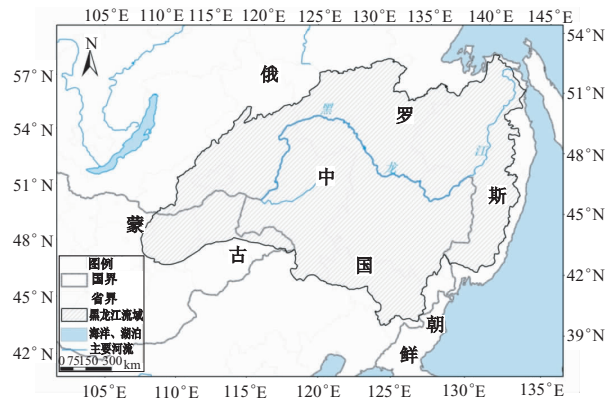 105°E 110°E 115°E 120°E 125°E 130°E 135°E 140°E 145°E
N
57°N
54°N
51°N
48°N
45°N
42°N
54°N
51°N
48°N
45°N
42°N
39°N
俄
罗
斯
黑
龙
江
中
国
蒙
古
朝
鲜
图例
国界
省界
黑龙江流域
海洋、湖泊
主要河流
0 75 150 300 km
105°E 110°E 115°E 120°E 125°E 130°E 135°E 140°E